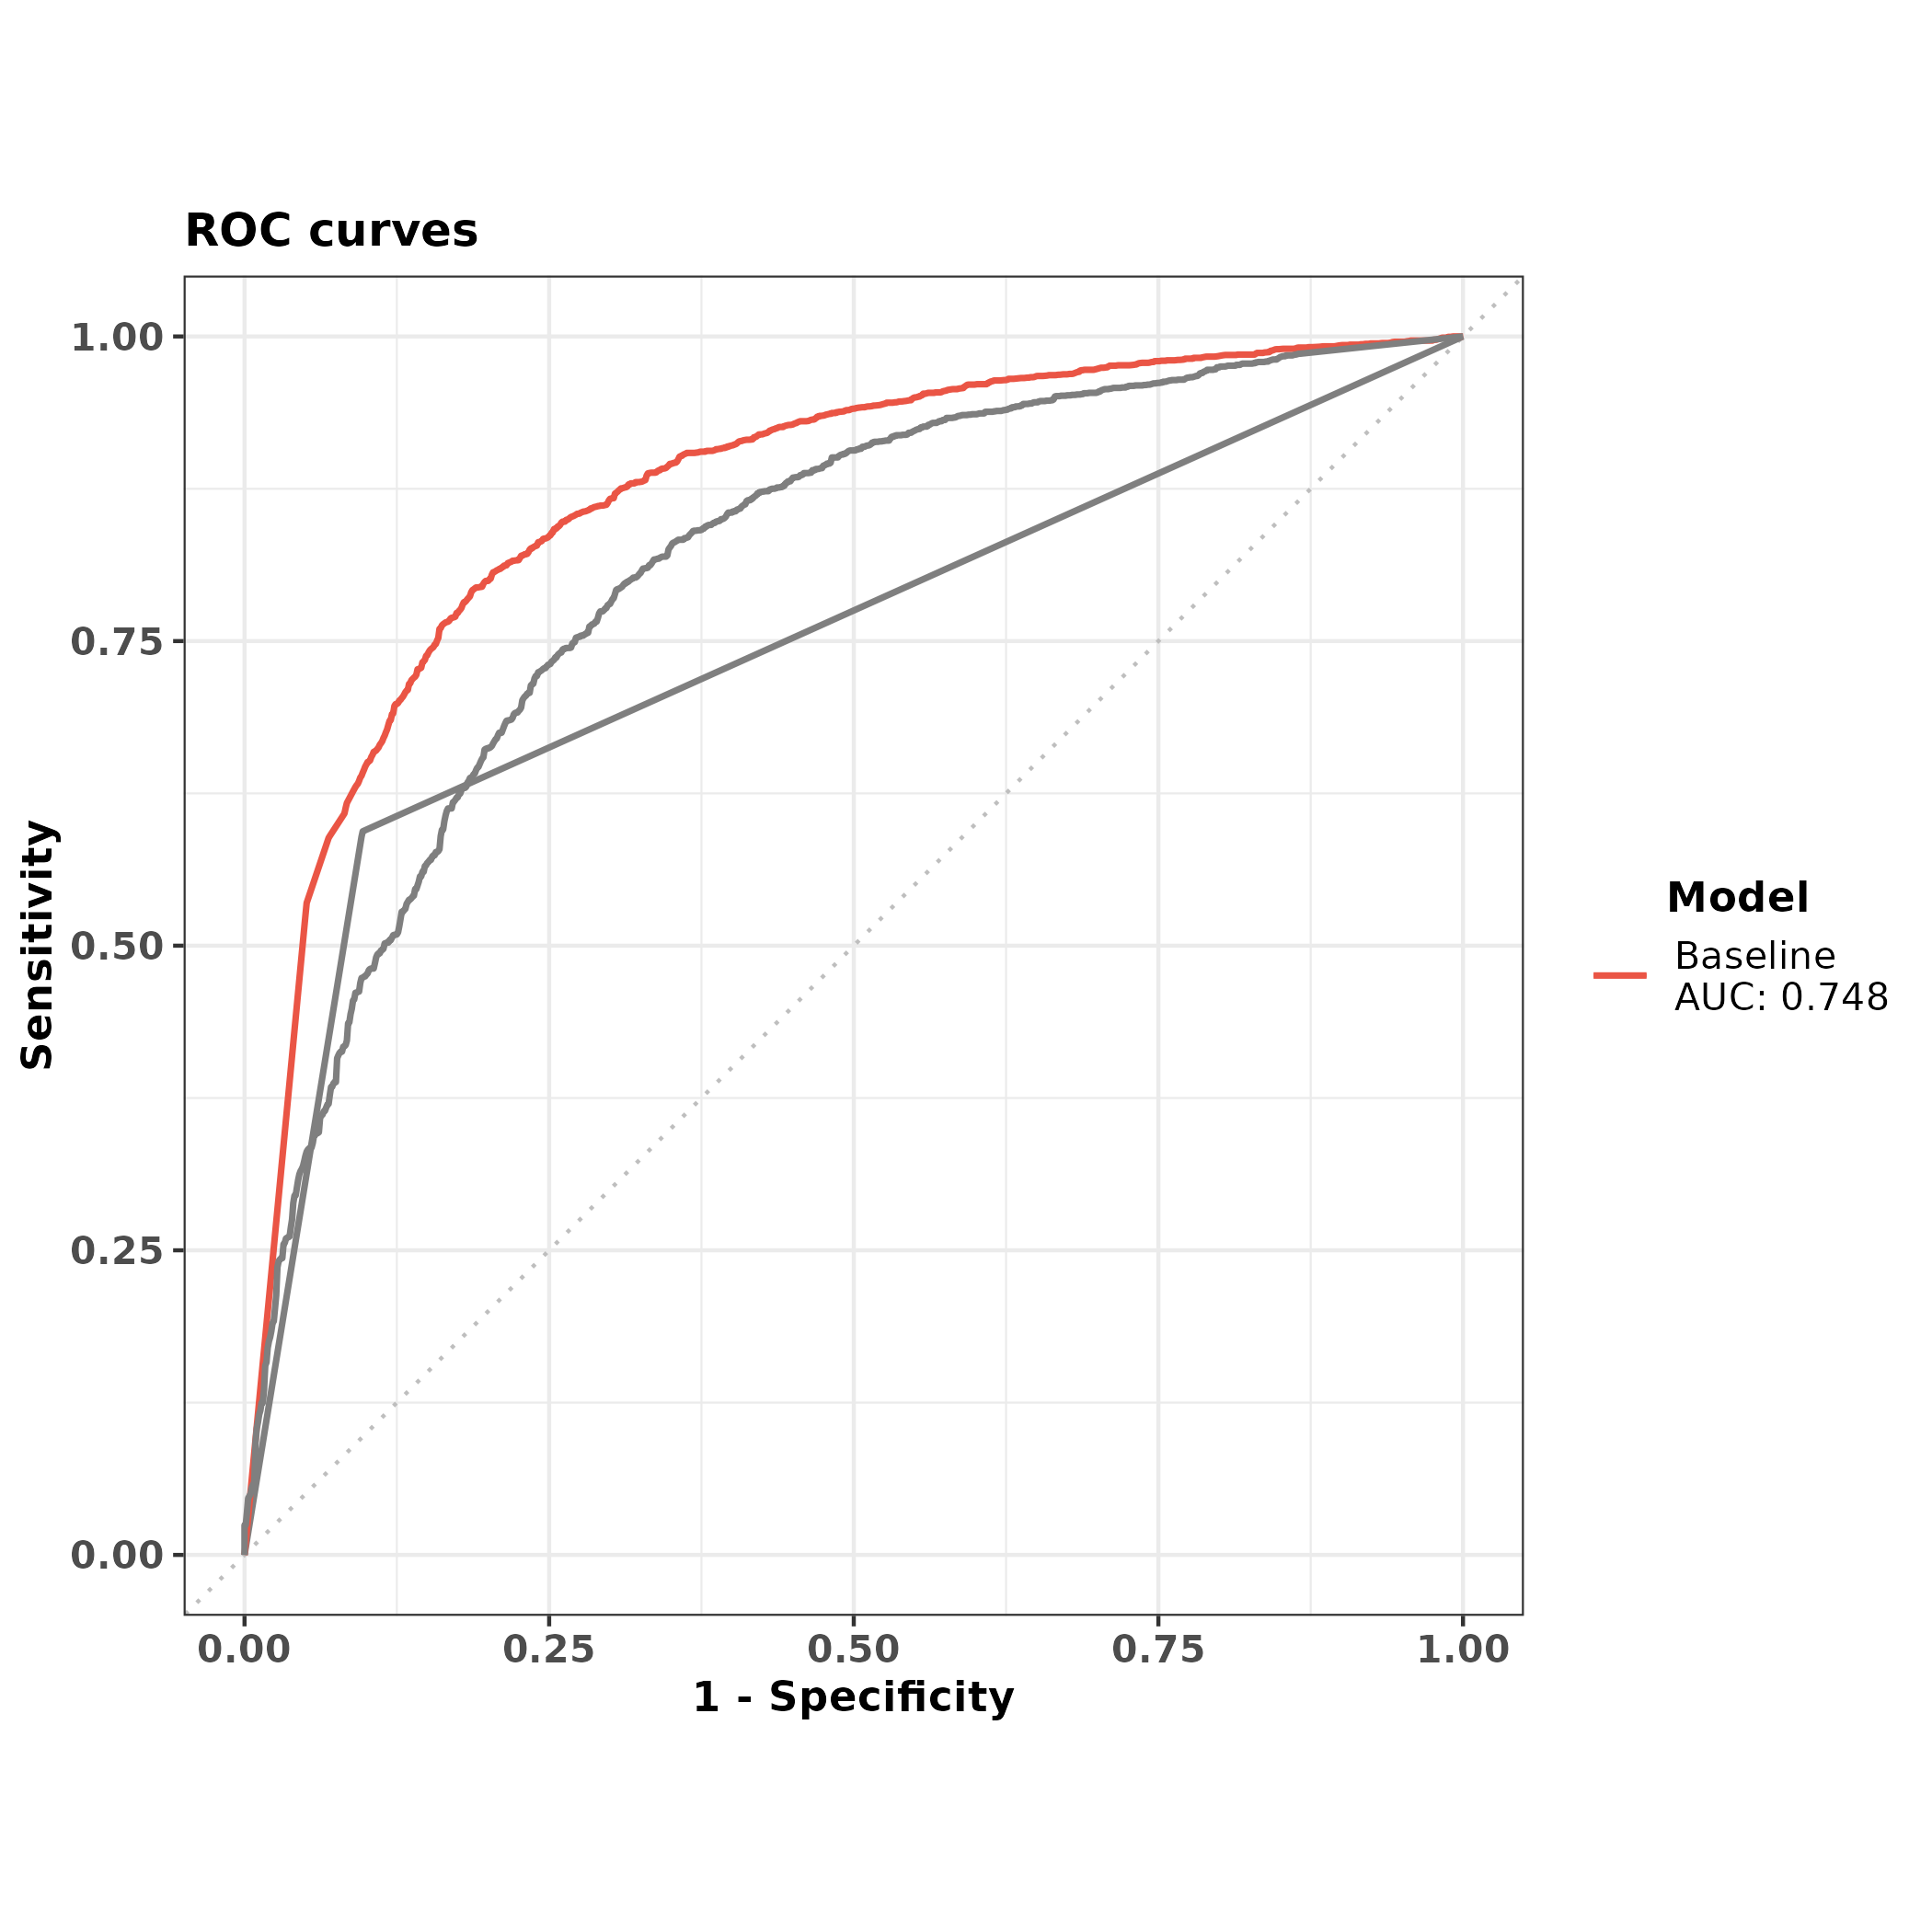 ROC curves
1.00
0.75
0.50
0.25
0.00
Sensitivity
0.00 0.25 0.50 0.75 1.00
1 - Specificity
Model
Baseline
AUC: 0.748